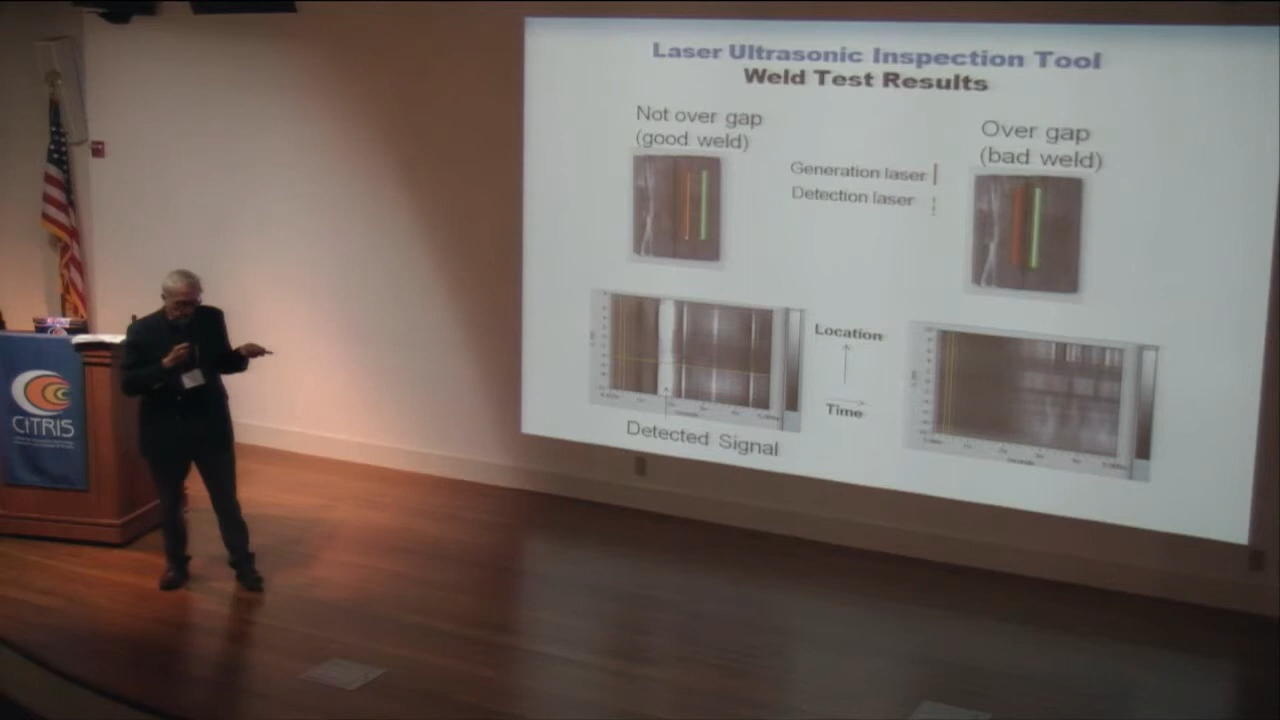 Laser Ultrasonic Inspection Tool
Weld Test Results
Not over gap
(good weld)
Over gap
(bad weld)
Generation laser
Detection laser
Location
Time
Detected Signal
CITRIS